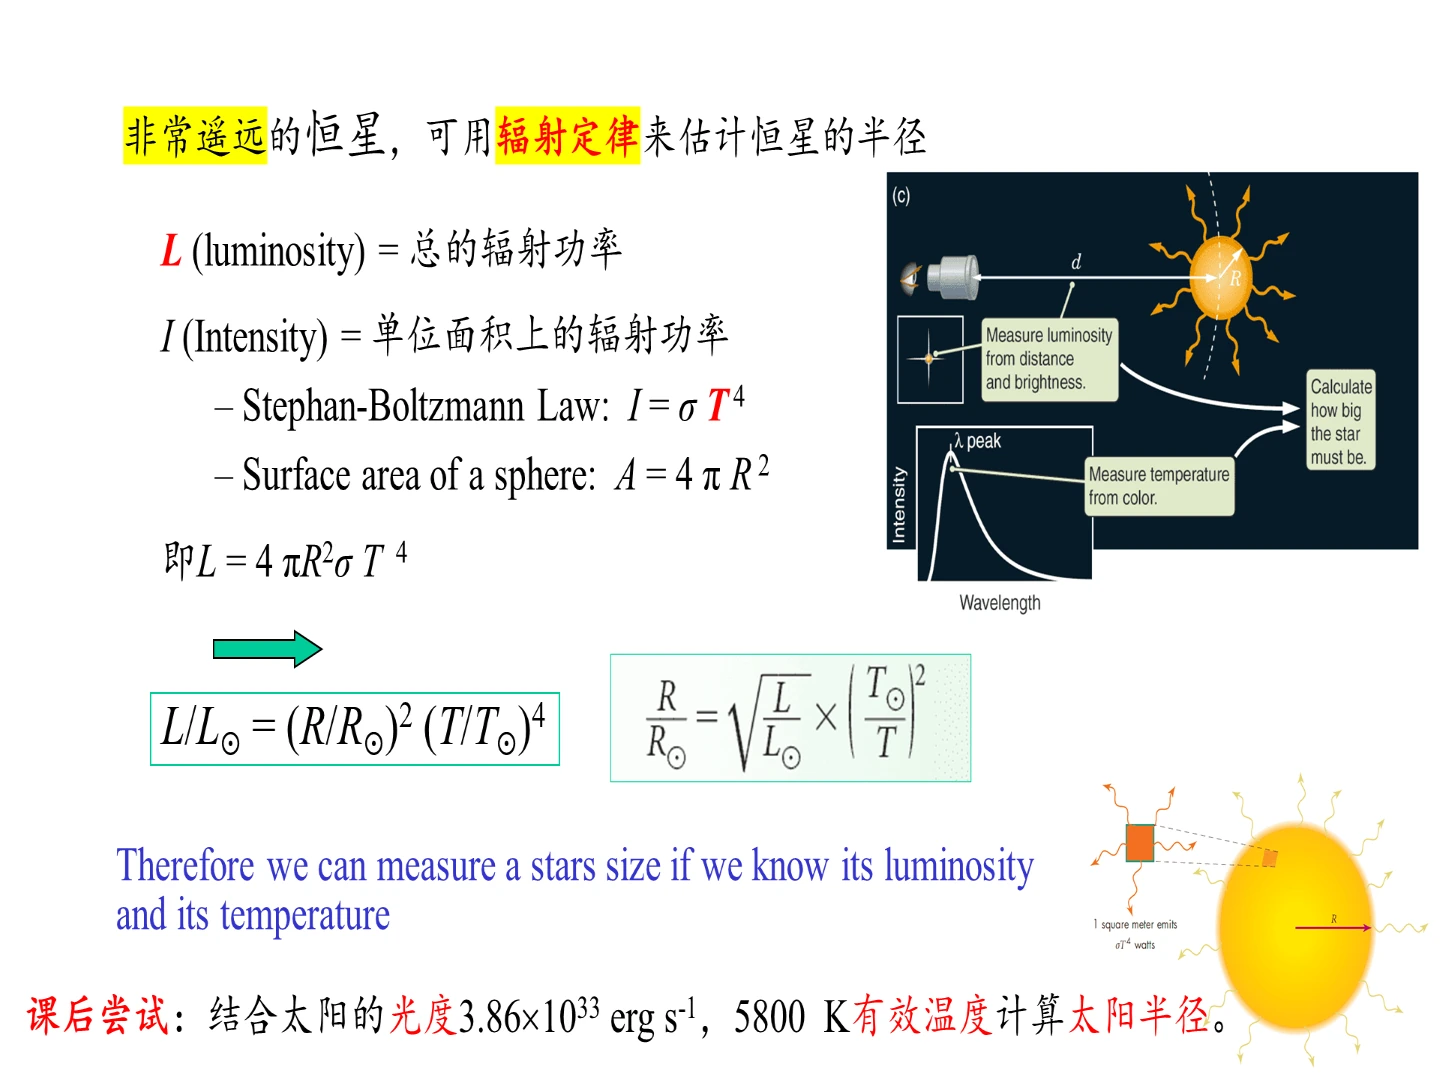 非常遥远的恒星，可用辐射定律来估计恒星的半径
L (luminosity) = 总的辐射功率
I (Intensity) = 单位面积上的辐射功率
– Stephan-Boltzmann Law: I = σ T⁴
– Surface area of a sphere: A = 4 π R²
即L = 4 πR²σ T ⁴
L/L☉ = (R/R☉)² (T/T☉)⁴
R/R☉ = √(L/L☉) × (T☉/T)²
(c)
d
R
Measure luminosity
from distance
and brightness.
Calculate
how big
the star
must be.
λ peak
Measure temperature
from color.
Intensity
Wavelength
Therefore we can measure a stars size if we know its luminosity
and its temperature
1 square meter emits
σT⁴ watts
R
课后尝试：结合太阳的光度3.86×10³³ erg s⁻¹，5800 K有效温度计算太阳半径。